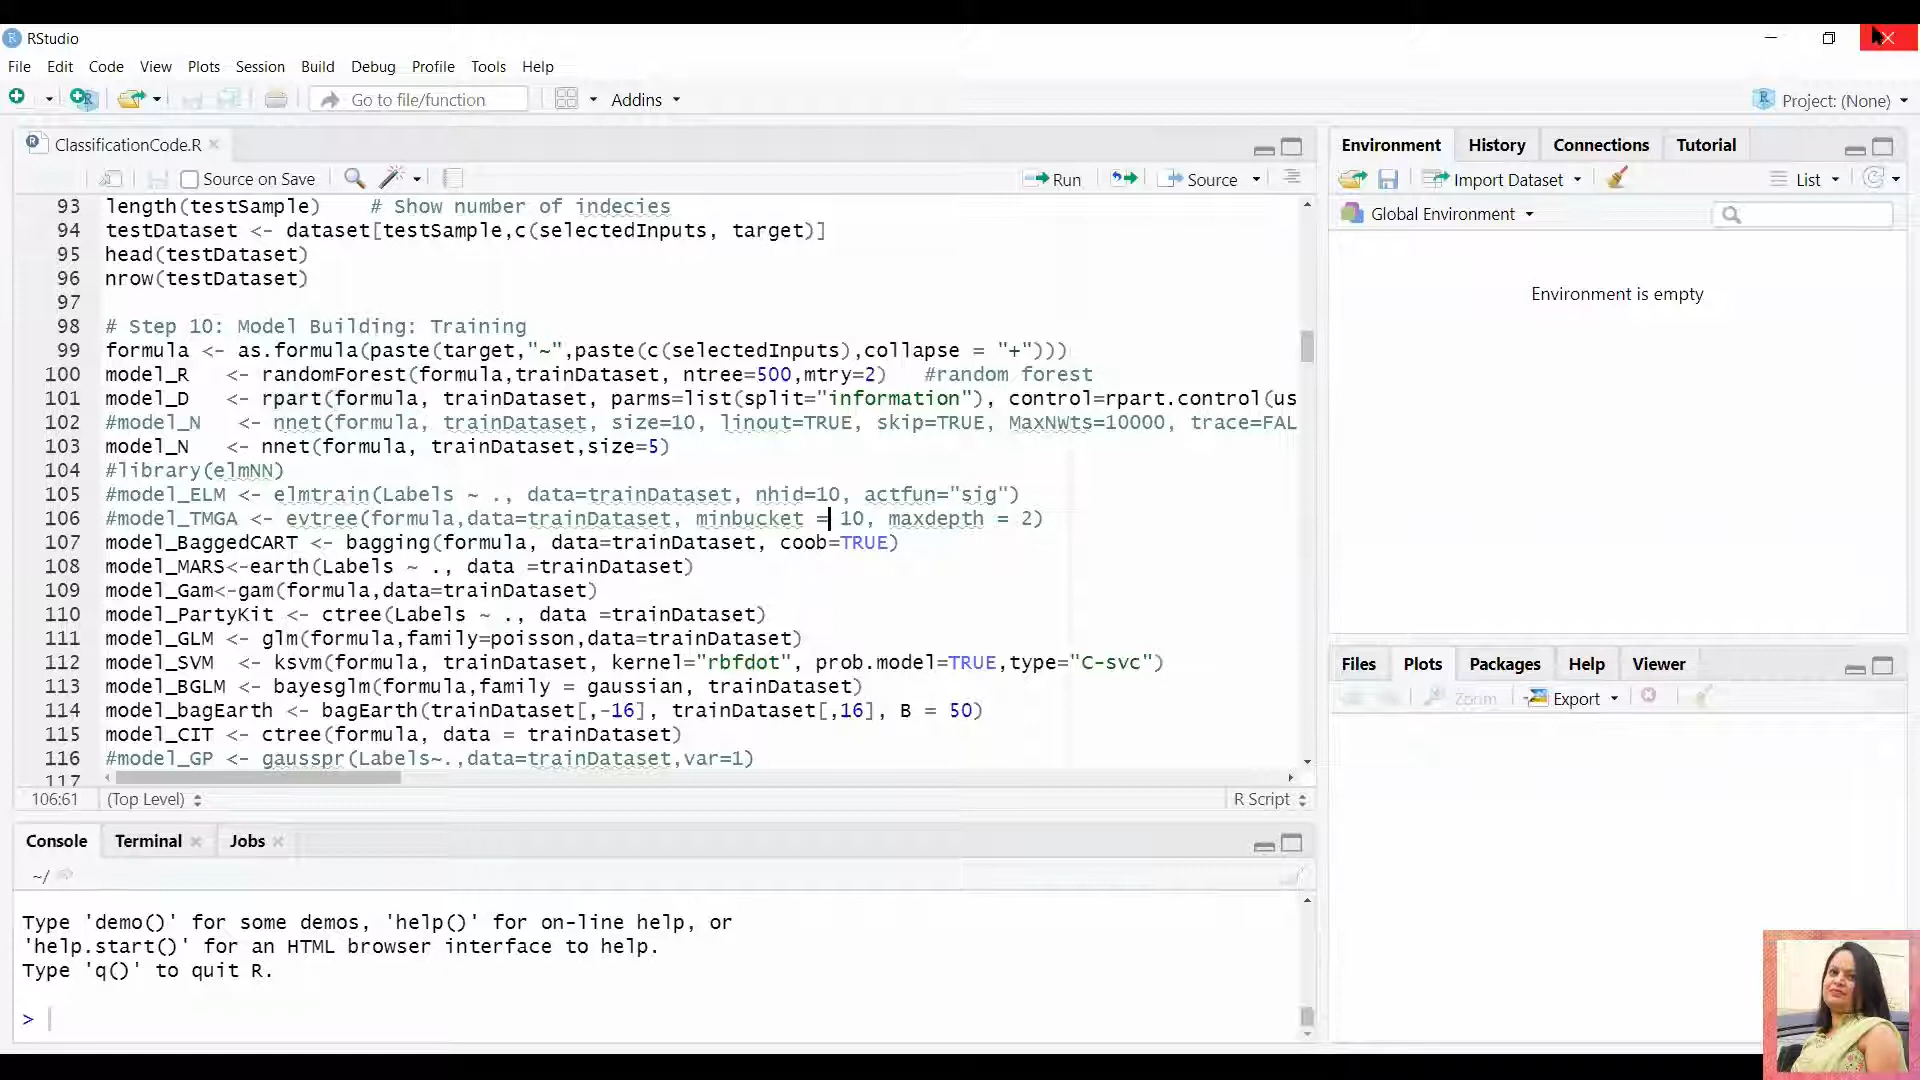 RStudio
File Edit Code View Plots Session Build Debug Profile Tools Help
Go to file/function Addins Project: (None)
ClassificationCode.R
Source on Save Run Source
93 length(testSample)    # Show number of indecies
94 testDataset <- dataset[testSample,c(selectedInputs, target)]
95 head(testDataset)
96 nrow(testDataset)
97
98 # Step 10: Model Building: Training
99 formula <- as.formula(paste(target,"~",paste(c(selectedInputs),collapse = "+")))
100 model_R   <- randomForest(formula,trainDataset, ntree=500,mtry=2)   #random forest
101 model_D   <- rpart(formula, trainDataset, parms=list(split="information"), control=rpart.control(us
102 #model_N   <- nnet(formula, trainDataset, size=10, linout=TRUE, skip=TRUE, MaxNWts=10000, trace=FAL
103 model_N   <- nnet(formula, trainDataset,size=5)
104 #library(elmNN)
105 #model_ELM <- elmtrain(Labels ~ ., data=trainDataset, nhid=10, actfun="sig")
106 #model_TMGA <- evtree(formula,data=trainDataset, minbucket = 10, maxdepth = 2)
107 model_BaggedCART <- bagging(formula, data=trainDataset, coob=TRUE)
108 model_MARS<-earth(Labels ~ ., data =trainDataset)
109 model_Gam<-gam(formula,data=trainDataset)
110 model_PartyKit <- ctree(Labels ~ ., data =trainDataset)
111 model_GLM <- glm(formula,family=poisson,data=trainDataset)
112 model_SVM  <- ksvm(formula, trainDataset, kernel="rbfdot", prob.model=TRUE,type="C-svc")
113 model_BGLM <- bayesglm(formula,family = gaussian, trainDataset)
114 model_bagEarth <- bagEarth(trainDataset[,-16], trainDataset[,16], B = 50)
115 model_CIT <- ctree(formula, data = trainDataset)
116 #model_GP <- gausspr(Labels~.,data=trainDataset,var=1)
117
106:61 (Top Level) R Script
Console Terminal Jobs
~/
Type 'demo()' for some demos, 'help()' for on-line help, or
'help.start()' for an HTML browser interface to help.
Type 'q()' to quit R.
>
Environment History Connections Tutorial
Import Dataset List
Global Environment
Environment is empty
Files Plots Packages Help Viewer
Zoom Export